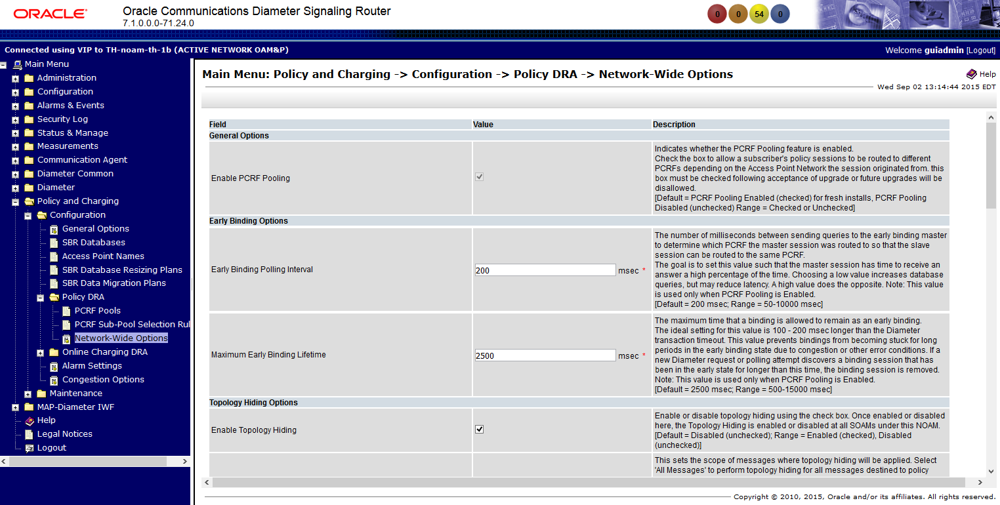 ORACLE
Oracle Communications Diameter Signaling Router
7.1.0.0.0-71.24.0
0 0 54 0
Connected using VIP to TH-noam-th-1b (ACTIVE NETWORK OAM&P)
Welcome guiadmin [Logout]
Main Menu
Administration
Configuration
Alarms & Events
Security Log
Status & Manage
Measurements
Communication Agent
Diameter Common
Diameter
Policy and Charging
Configuration
General Options
SBR Databases
Access Point Names
SBR Database Resizing Plans
SBR Data Migration Plans
Policy DRA
PCRF Pools
PCRF Sub-Pool Selection Rul
Network-Wide Options
Online Charging DRA
Alarm Settings
Congestion Options
Maintenance
MAP-Diameter IWF
Help
Legal Notices
Logout
Main Menu: Policy and Charging -> Configuration -> Policy DRA -> Network-Wide Options
Help
Wed Sep 02 13:14:44 2015 EDT
Field Value Description
General Options
Enable PCRF Pooling
Indicates whether the PCRF Pooling feature is enabled.
Check the box to allow a subscriber's policy sessions to be routed to different
PCRFs depending on the Access Point Network the session originated from. this
box must be checked following acceptance of upgrade or future upgrades will be
disallowed.
[Default = PCRF Pooling Enabled (checked) for fresh installs, PCRF Pooling
Disabled (unchecked) Range = Checked or Unchecked]
Early Binding Options
Early Binding Polling Interval
200 msec *
The number of milliseconds between sending queries to the early binding master
to determine which PCRF the master session was routed to so that the slave
session can be routed to the same PCRF.
The goal is to set this value such that the master session has time to receive an
answer a high percentage of the time. Choosing a low value increases database
queries, but may reduce latency. A high value does the opposite. Note: This value
is used only when PCRF Pooling is Enabled.
[Default = 200 msec; Range = 50-10000 msec]
Maximum Early Binding Lifetime
2500 msec *
The maximum time that a binding is allowed to remain as an early binding.
The ideal setting for this value is 100 - 200 msec longer than the Diameter
transaction timeout. This value prevents bindings from becoming stuck for long
periods in the early binding state due to congestion or other error conditions. If a
new Diameter request or polling attempt discovers a binding session that has
been in the early state for longer than this time, the binding session is removed.
Note: This value is used only when PCRF Pooling is Enabled.
[Default = 2500 msec; Range = 500-15000 msec]
Topology Hiding Options
Enable Topology Hiding
Enable or disable topology hiding using the check box. Once enabled or disabled
here, the Topology Hiding is enabled or disabled at all SOAMs under this NOAM.
[Default = Disabled (unchecked); Range = Enabled (checked), Disabled
(unchecked)]
This sets the scope of messages where topology hiding will be applied. Select
'All Messages' to perform topology hiding for all messages destined to policy
Copyright © 2010, 2015, Oracle and/or its affiliates. All rights reserved.